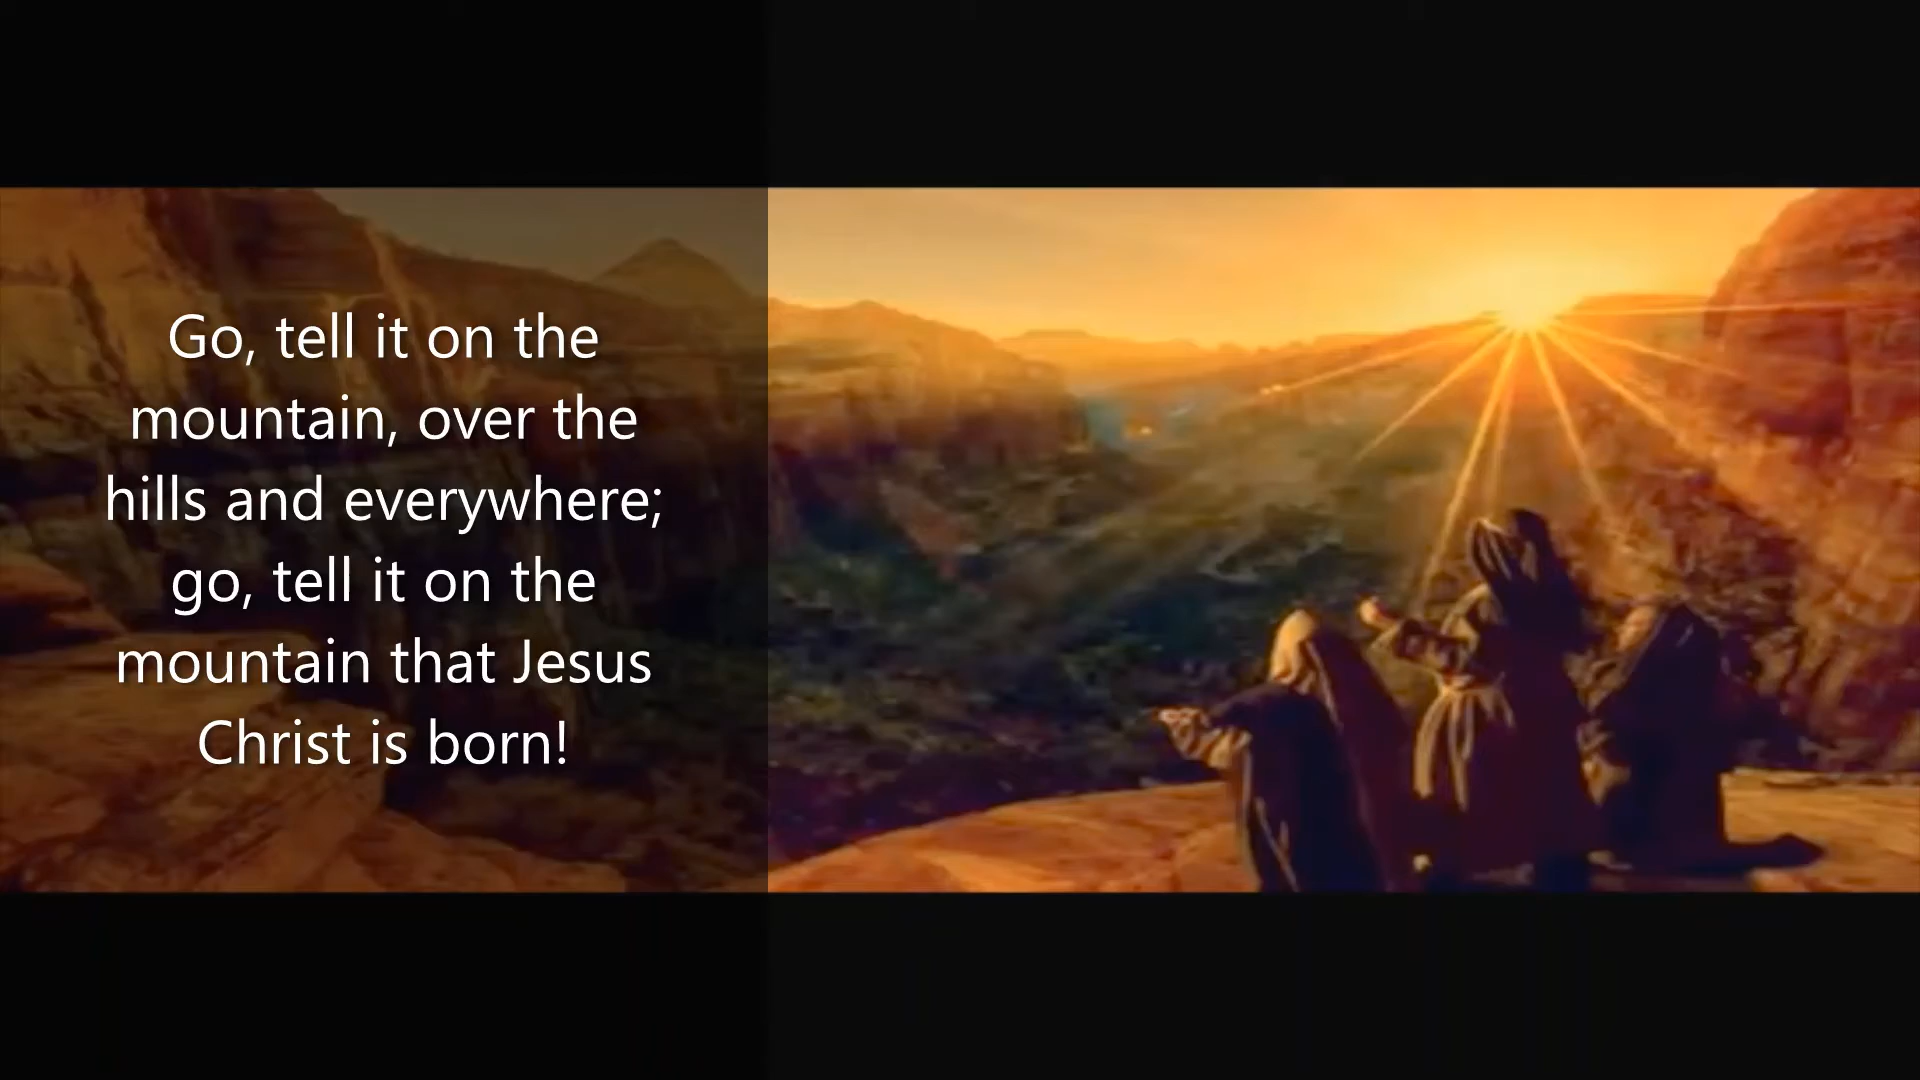 Go, tell it on the
mountain, over the
hills and everywhere;
go, tell it on the
mountain that Jesus
Christ is born!